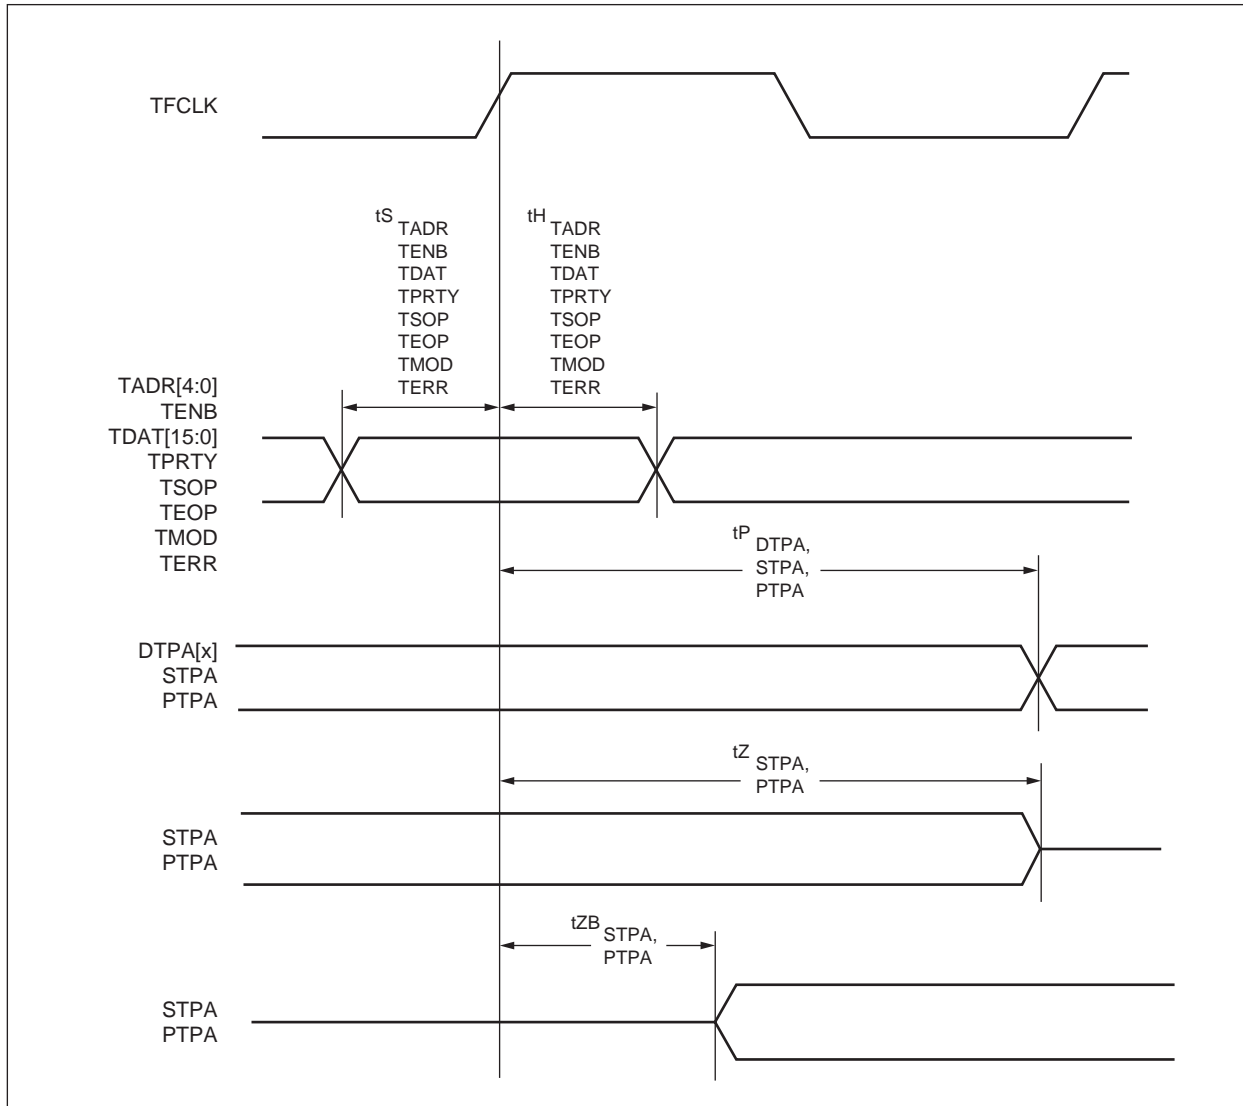 TFCLK
tS
TADR
TENB
TDAT
TPRTY
TSOP
TEOP
TMOD
TERR
tH
TADR
TENB
TDAT
TPRTY
TSOP
TEOP
TMOD
TERR
TADR[4:0]
TENB
TDAT[15:0]
TPRTY
TSOP
TEOP
TMOD
TERR
tP
DTPA,
STPA,
PTPA
DTPA[x]
STPA
PTPA
tZ
STPA,
PTPA
STPA
PTPA
tZB
STPA,
PTPA
STPA
PTPA